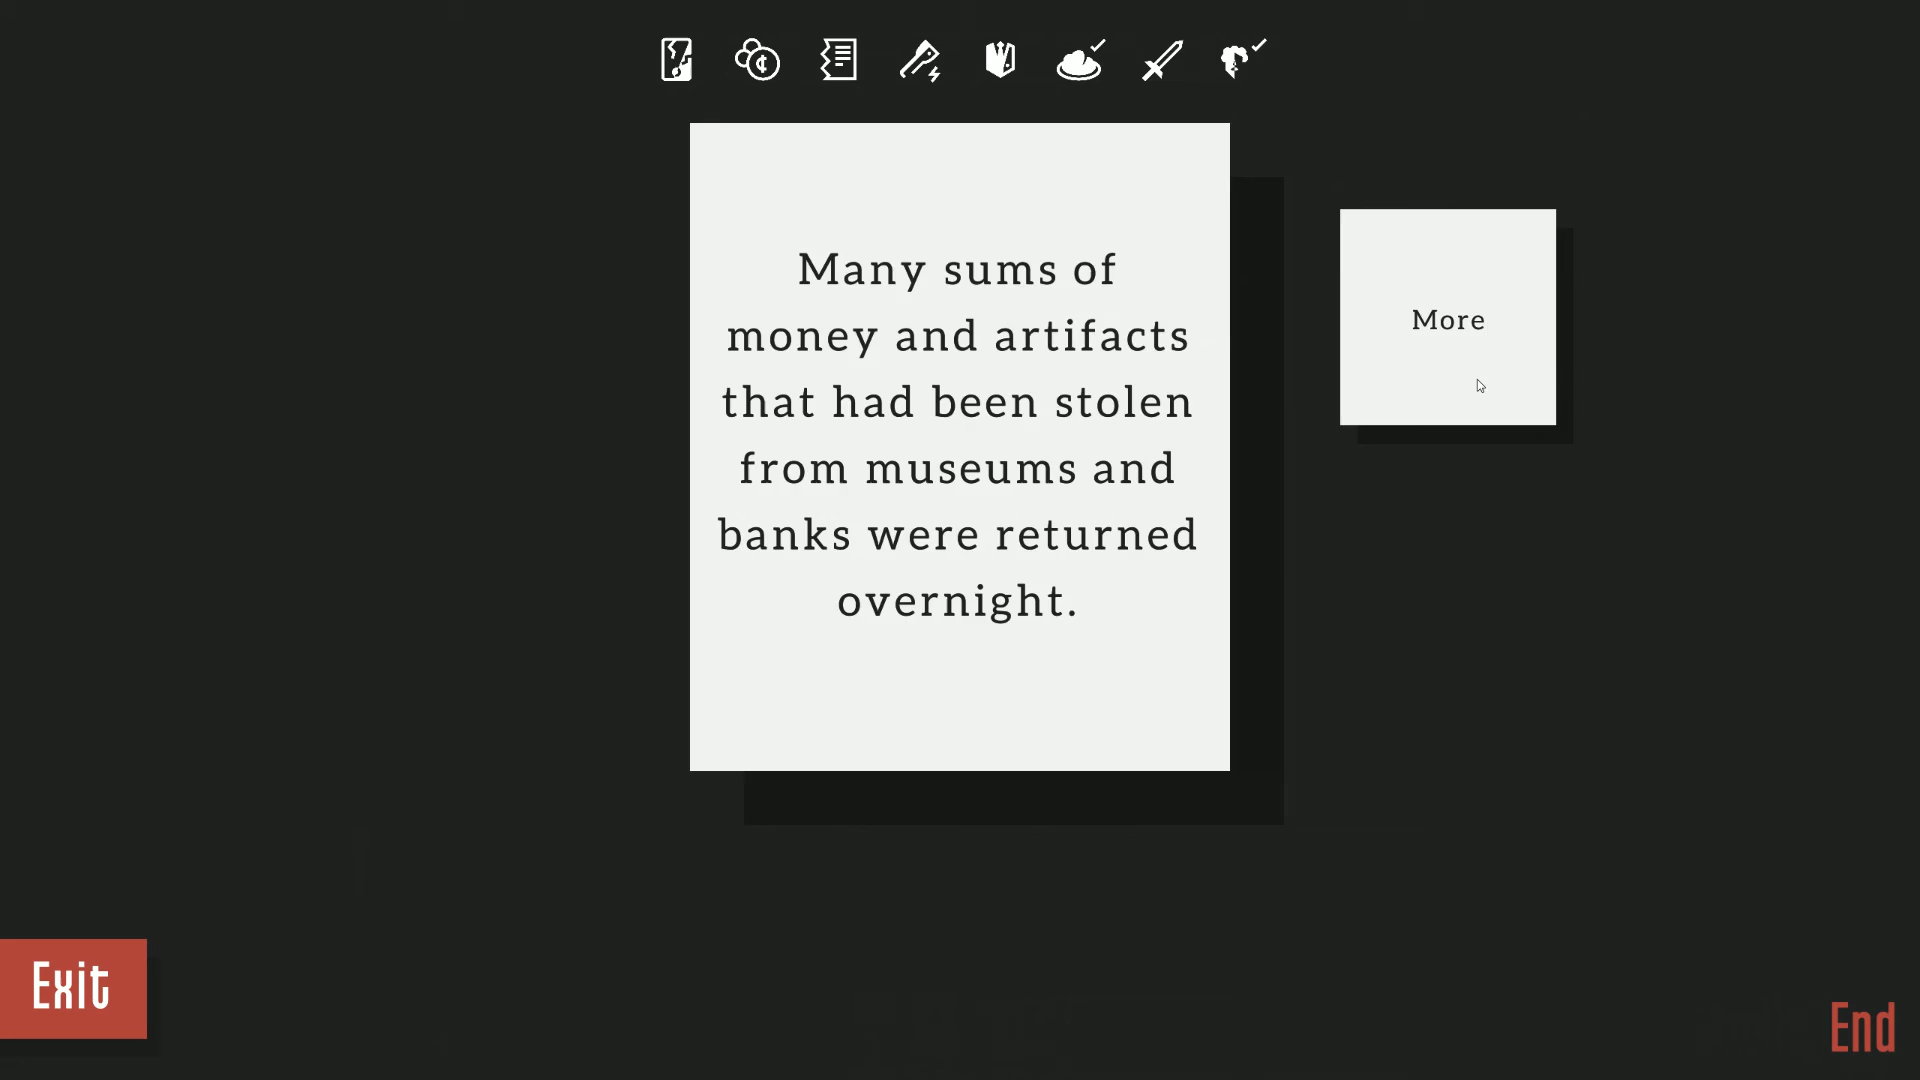 Many sums of
money and artifacts
that had been stolen
from museums and
banks were returned
overnight.
More
Exit
End